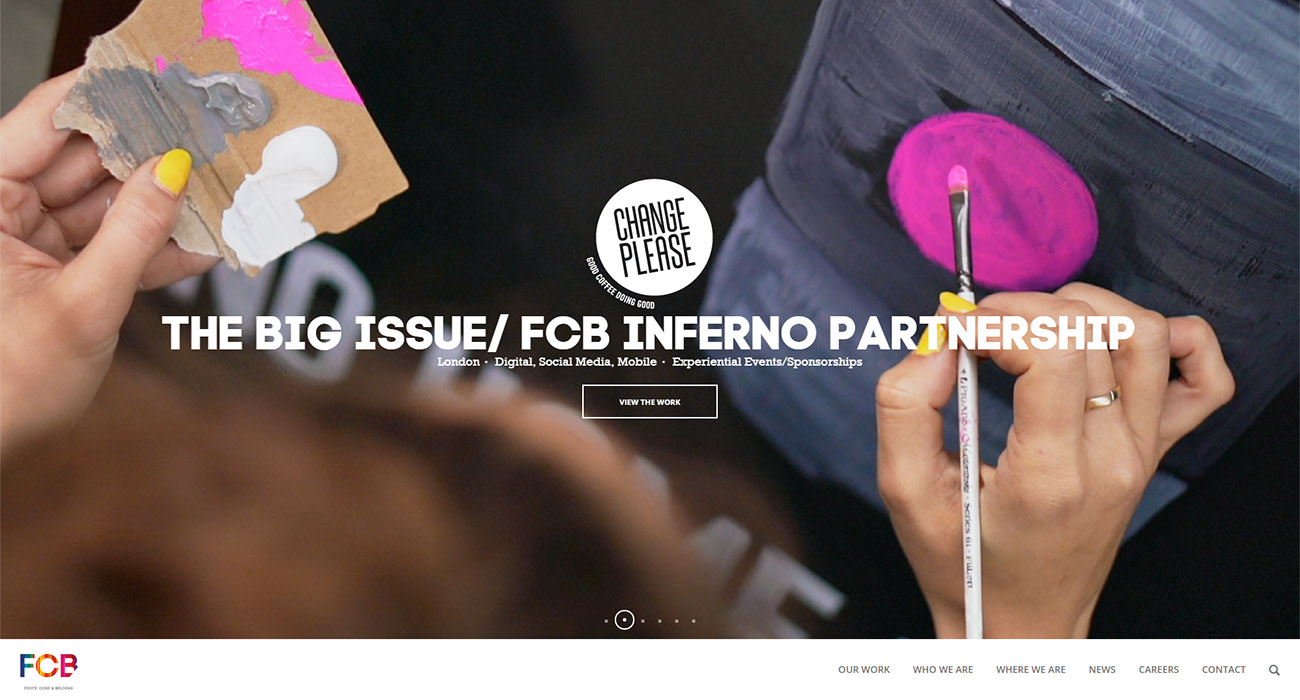 CHANGE
PLEASE
GOOD COFFEE DOING GOOD
THE BIG ISSUE/ FCB INFERNO PARTNERSHIP
London · Digital, Social Media, Mobile · Experiential Events/Sponsorships
VIEW THE WORK
FCB
FOOTE, CONE & BELDING
OUR WORK WHO WE ARE WHERE WE ARE NEWS CAREERS CONTACT